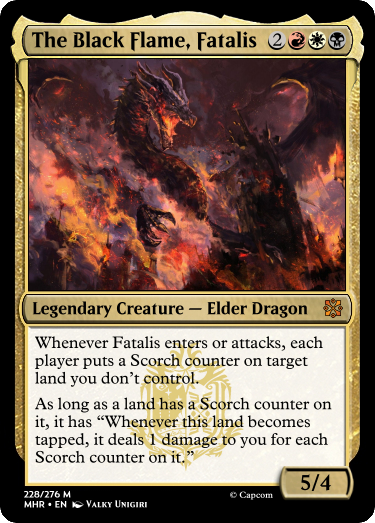 The Black Flame, Fatalis 2
Legendary Creature — Elder Dragon
Whenever Fatalis enters or attacks, each
player puts a Scorch counter on target
land you don't control.
As long as a land has a Scorch counter on
it, it has “Whenever this land becomes
tapped, it deals 1 damage to you for each
Scorch counter on it.”
5/4
228/276 M
MHR • EN Valky Unigiri
© Capcom